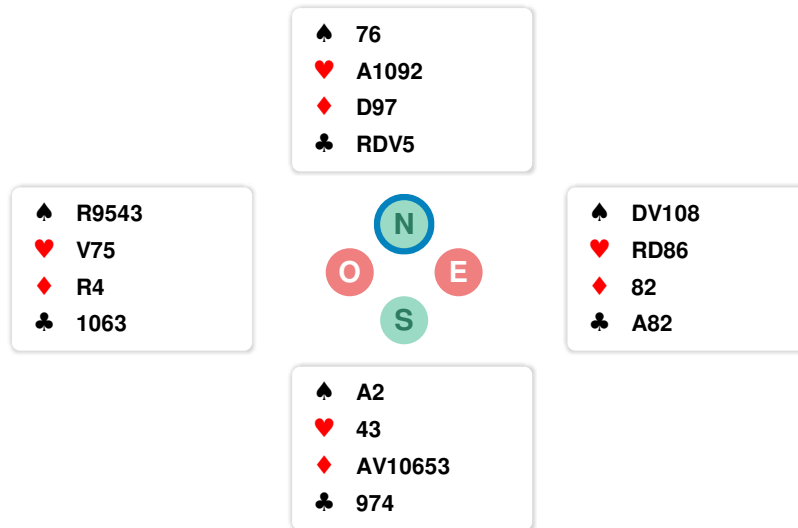 ♠ 76
♥ A1092
♦ D97
♣ RDV5
♠ R9543
♥ V75
♦ R4
♣ 1063
N
O E
S
♠ DV108
♥ RD86
♦ 82
♣ A82
♠ A2
♥ 43
♦ AV10653
♣ 974